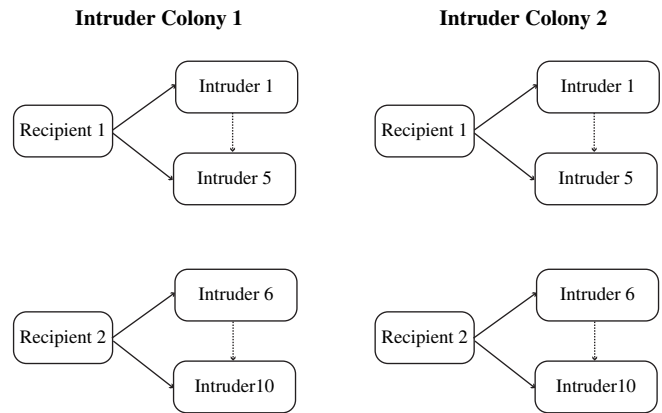 Intruder Colony 1
Intruder 1
Recipient 1
Intruder 5
Intruder 6
Recipient 2
Intruder10
Intruder Colony 2
Intruder 1
Recipient 1
Intruder 5
Intruder 6
Recipient 2
Intruder10